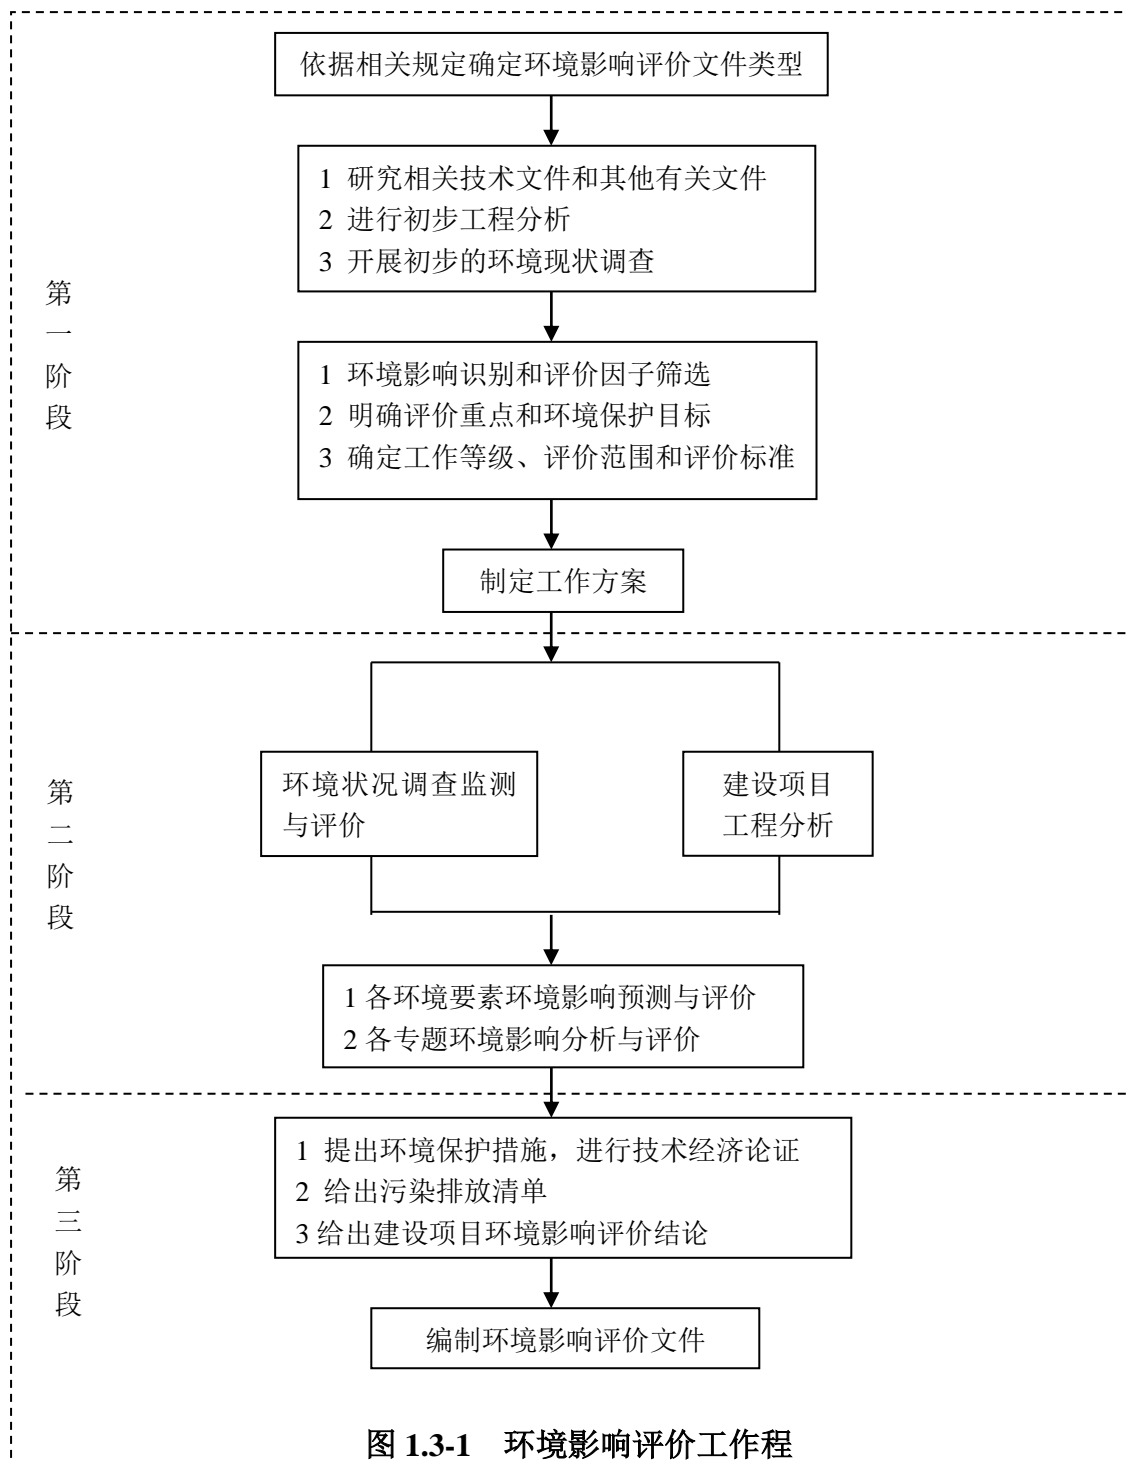 依据相关规定确定环境影响评价文件类型
1 研究相关技术文件和其他有关文件
2 进行初步工程分析
3 开展初步的环境现状调查
第
一
阶
段
1 环境影响识别和评价因子筛选
2 明确评价重点和环境保护目标
3 确定工作等级、评价范围和评价标准
制定工作方案
第
二
阶
段
环境状况调查监测
与评价
建设项目
工程分析
1 各环境要素环境影响预测与评价
2 各专题环境影响分析与评价
第
三
阶
段
1 提出环境保护措施，进行技术经济论证
2 给出污染排放清单
3 给出建设项目环境影响评价结论
编制环境影响评价文件
图 1.3-1 环境影响评价工作程